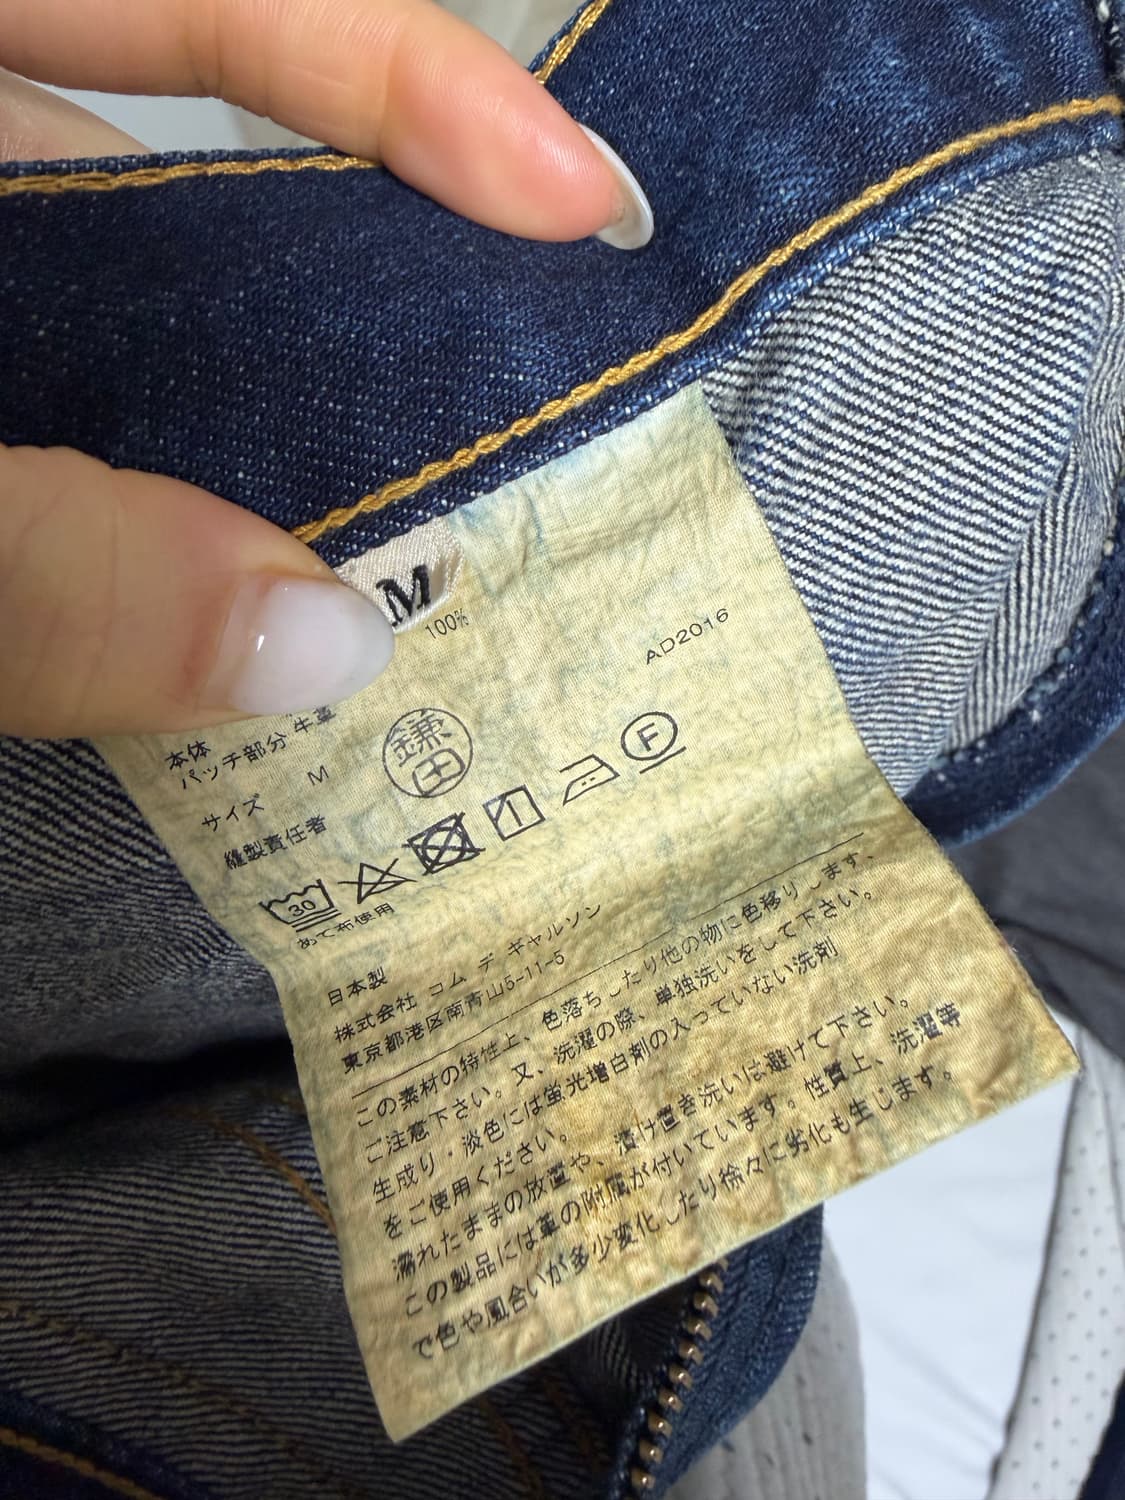 M
100%
AD2016
本体
パッチ部分 牛革
サイズ M
縫製責任者 鎌田
30
F
あて布使用
日本製
株式会社 コム デ ギャルソン
東京都港区南青山5-11-5
この素材の特性上、色落ちしたり他の物に色移りします、
ご注意下さい。又、洗濯の際、単独洗いをして下さい。
生成り・淡色には蛍光増白剤の入っていない洗剤
をご使用ください。
濡れたままの放置や、漬け置き洗いは避けて下さい。
この製品には革の附属が付いています。性質上、洗濯等
で色や風合いが多少変化したり徐々に劣化も生じます。